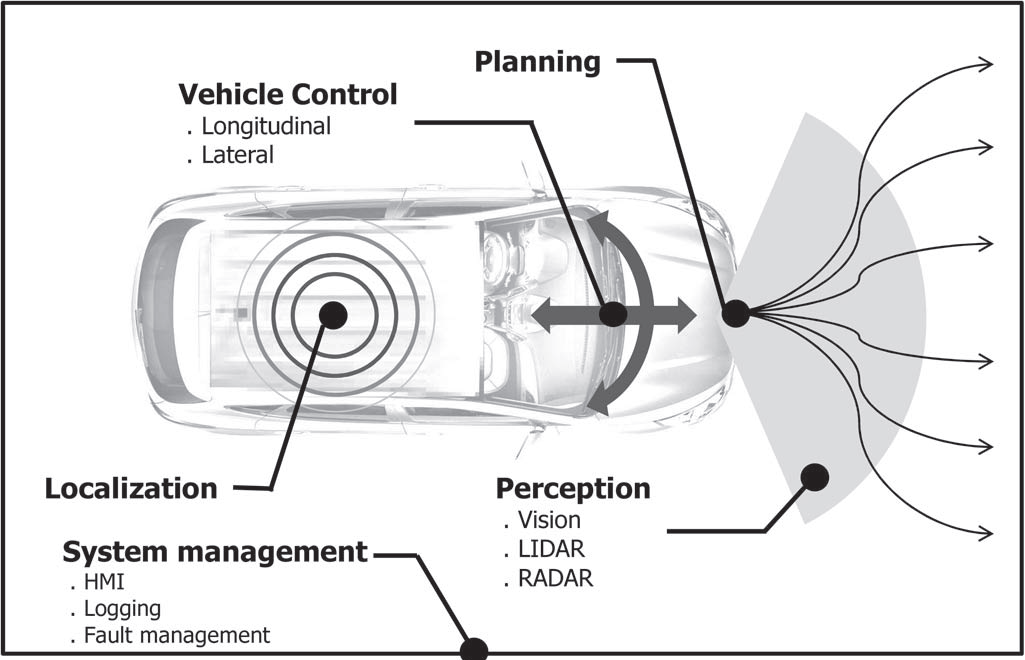 Planning
Vehicle Control
. Longitudinal
. Lateral
Localization
Perception
. Vision
. LIDAR
. RADAR
System management
. HMI
. Logging
. Fault management